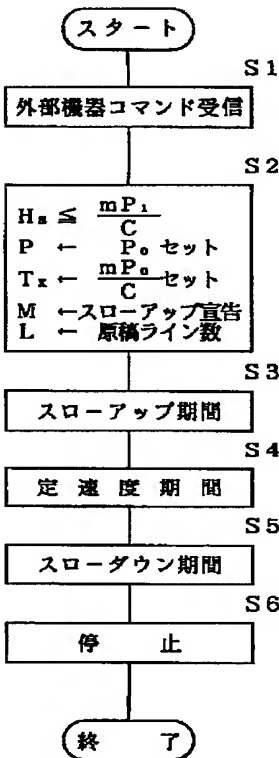 スタート
S1
外部機器コマンド受信
S2
Hs ≦ mP₁/C
P ← P₀ セット
Tx ← mP₀/C セット
M ←スローアップ宣告
L ← 原稿ライン数
S3
スローアップ期間
S4
定速度期間
S5
スローダウン期間
S6
停止
終了